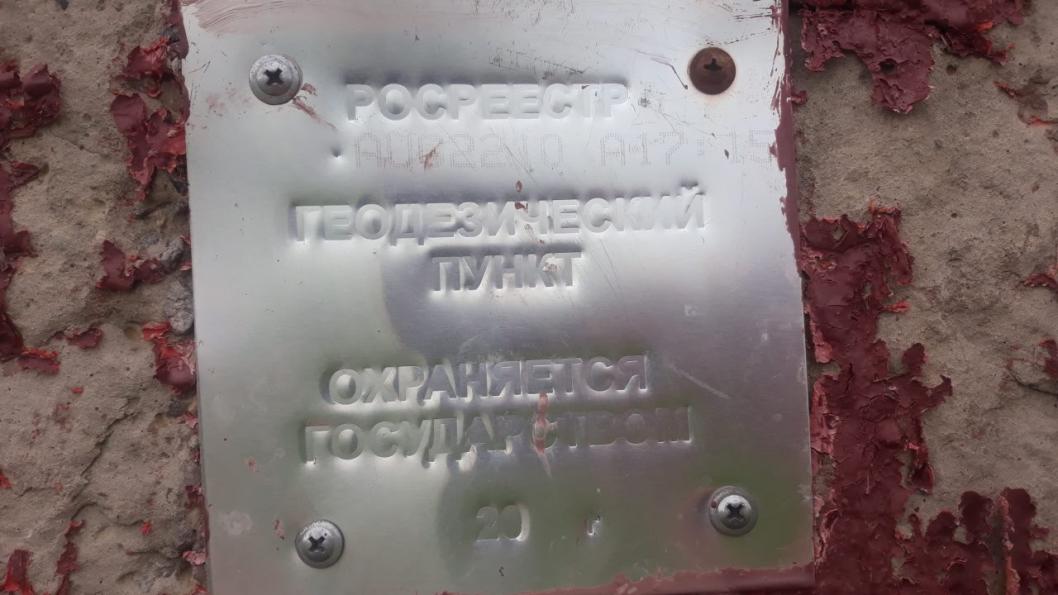 РОСРЕЕСТР
ГЕОДЕЗИЧЕСКИЙ
ПУНКТ
ОХРАНЯЕТСЯ
ГОСУДАРСТВОМ
20 г